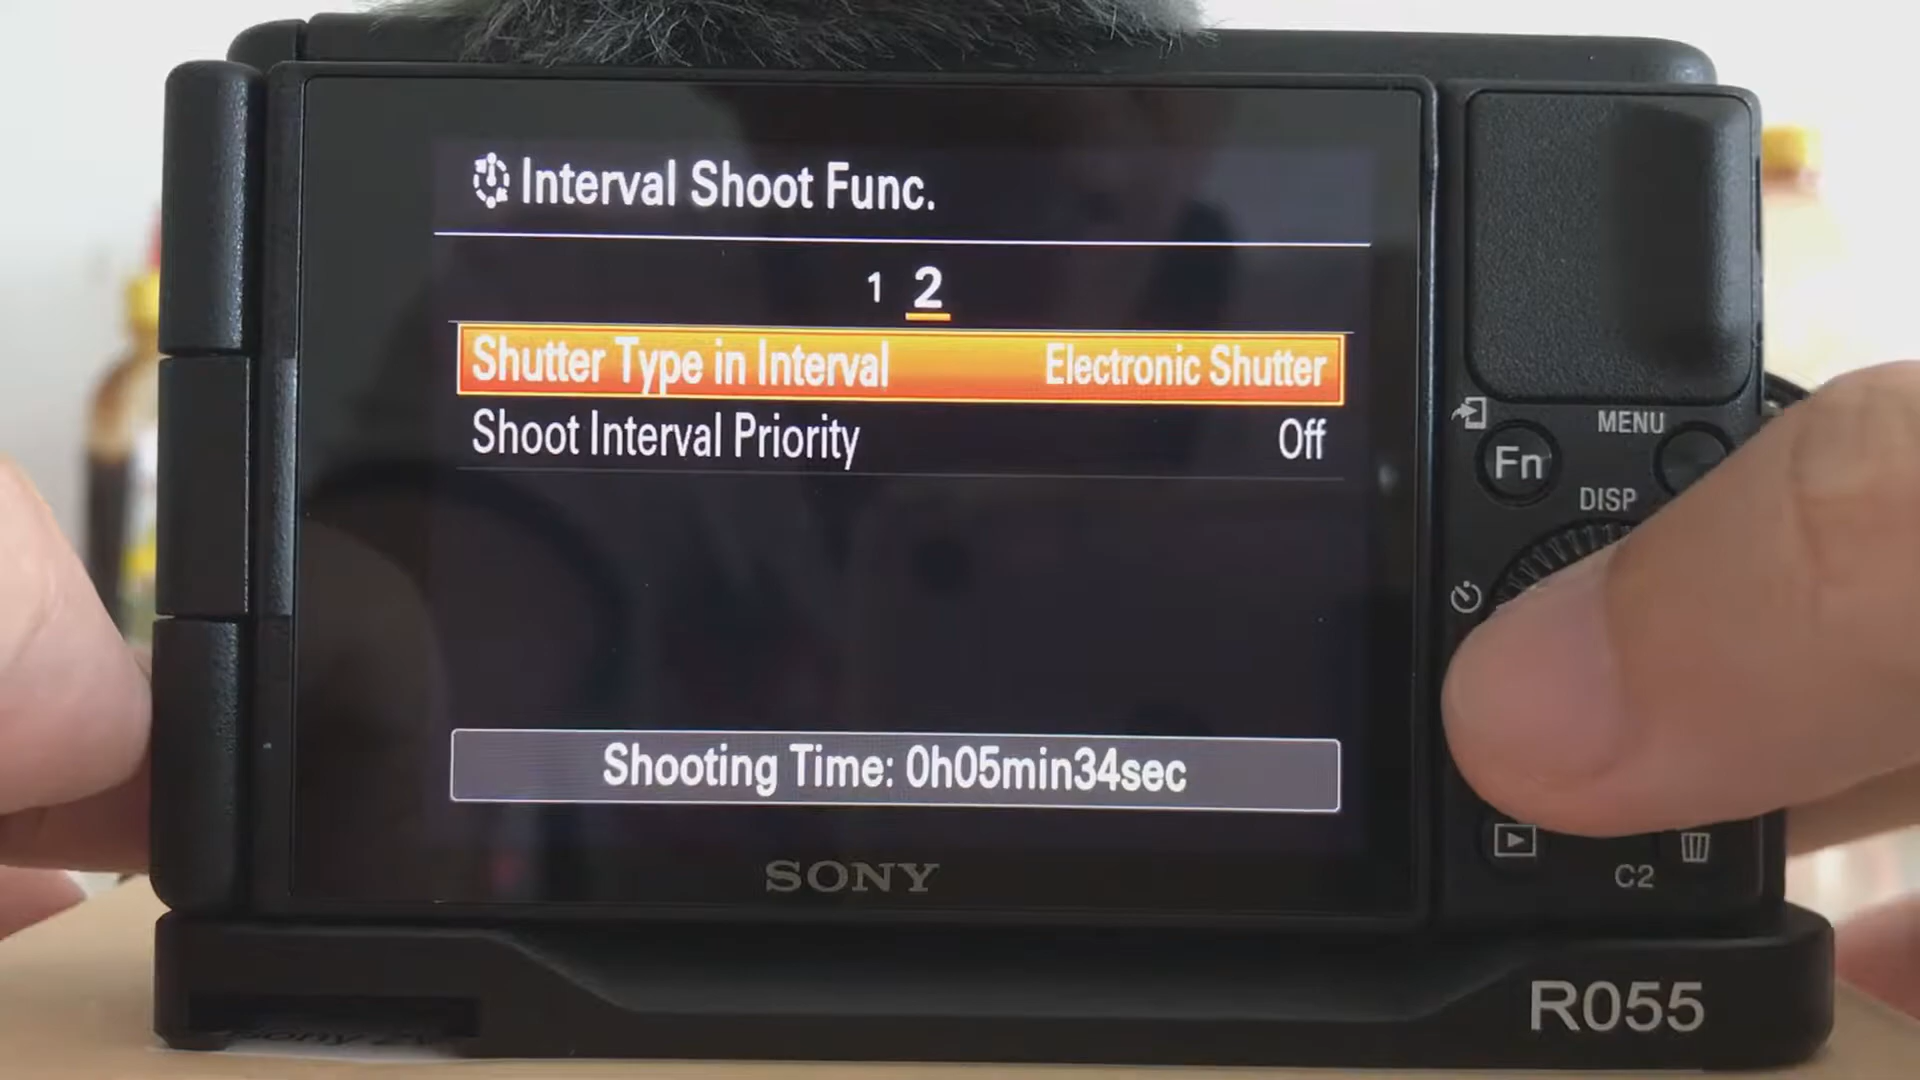 Interval Shoot Func.
1 2
Shutter Type in Interval Electronic Shutter
Shoot Interval Priority Off
Shooting Time: 0h05min34sec
SONY
MENU
Fn
DISP
C2
R055